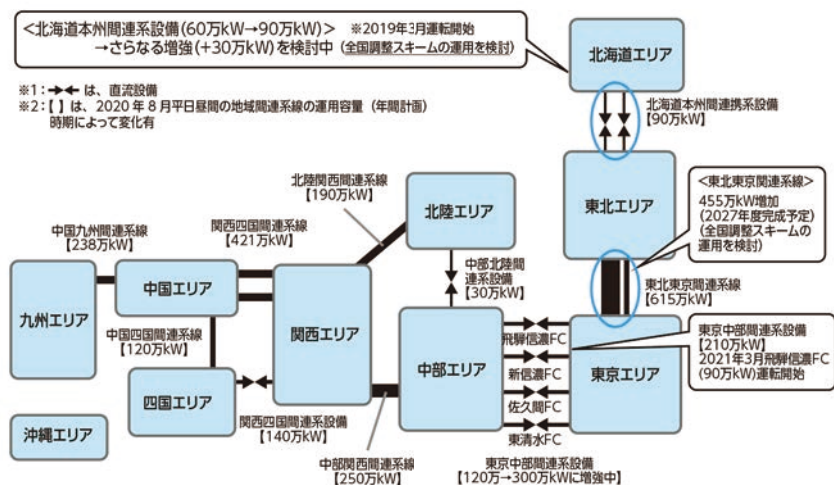 <北海道本州間連系設備(60万kW→90万kW)> ※2019年3月運転開始
→さらなる増強(+30万kW)を検討中 (全国調整スキームの運用を検討)
※1:→←は、直流設備
※2:【 】は、2020年8月平日昼間の地域間連系線の運用容量(年間計画)
時期によって変化有
北海道エリア
北海道本州間連携系設備
【90万kW】
東北エリア
<東北東京関連系線>
455万kW増加
(2027年度完成予定)
(全国調整スキームの
運用を検討)
東北東京間連系線
【615万kW】
北陸関西間連系線
【190万kW】
北陸エリア
中国九州間連系線
【238万kW】
関西四国間連系線
【421万kW】
中部北陸間
連系設備
【30万kW】
九州エリア
中国エリア
関西エリア
中国四国間連系線
【120万kW】
四国エリア
関西四国間連系設備
【140万kW】
沖縄エリア
中部エリア
飛騨信濃FC
新信濃FC
佐久間FC
東清水FC
東京エリア
東京中部間連系設備
【210万kW】
2021年3月飛騨信濃FC
(90万kW)運転開始
中部関西間連系線
【250万kW】
東京中部間連系設備
【120万→300万kWに増強中】